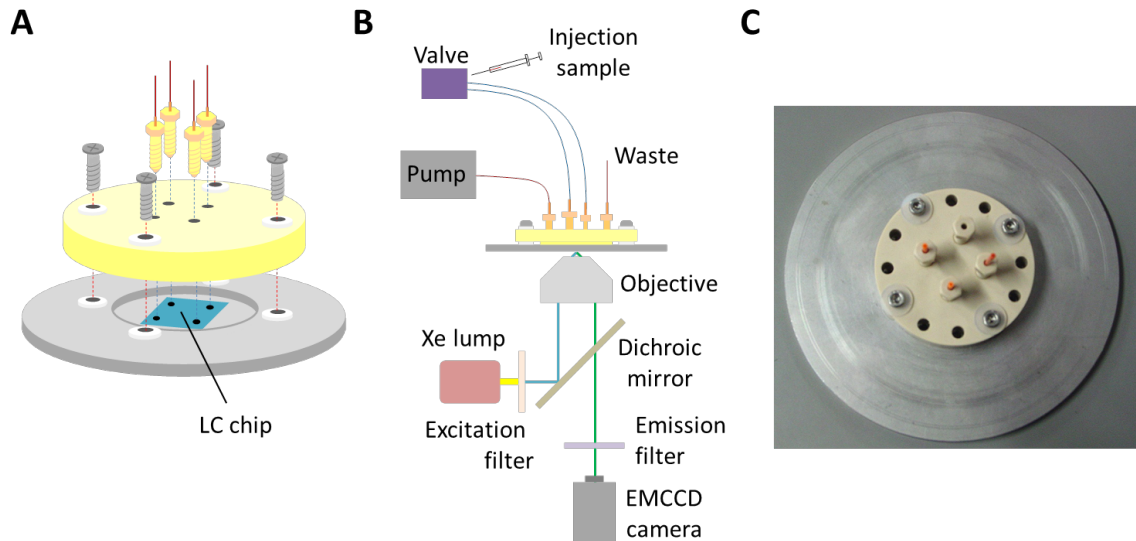 A
LC chip
B
Valve
Injection
sample
Pump
Waste
Objective
Xe lump
Dichroic
mirror
Excitation
filter
Emission
filter
EMCCD
camera
C